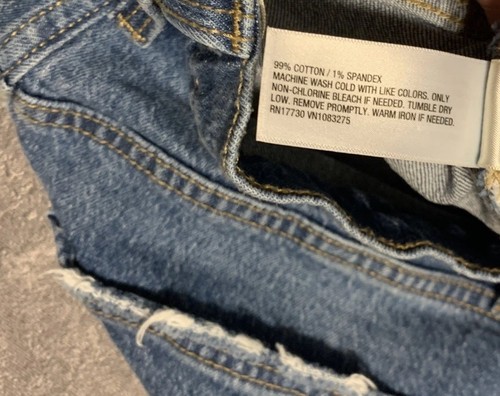 99% COTTON / 1% SPANDEX
MACHINE WASH COLD WITH LIKE COLORS. ONLY
NON-CHLORINE BLEACH IF NEEDED. TUMBLE DRY
LOW. REMOVE PROMPTLY. WARM IRON IF NEEDED.
RN17730 VN1083275